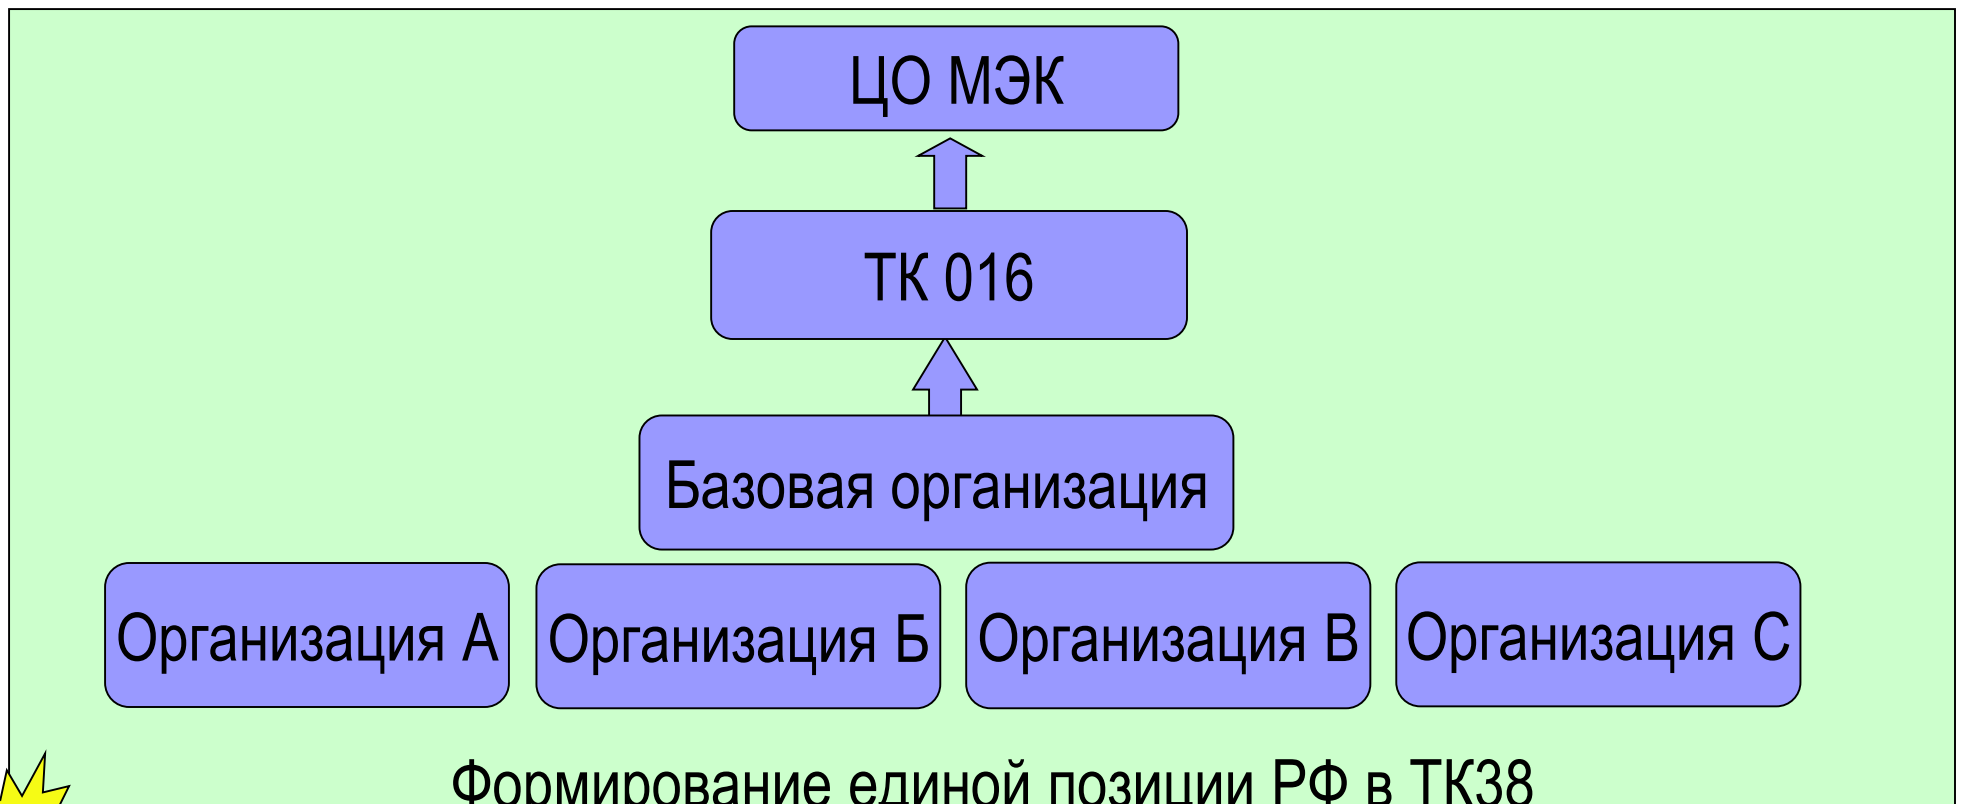 ЦО МЭК
ТК 016
Базовая организация
Организация А
Организация Б
Организация В
Организация С
Формирование единой позиции РФ в ТК38